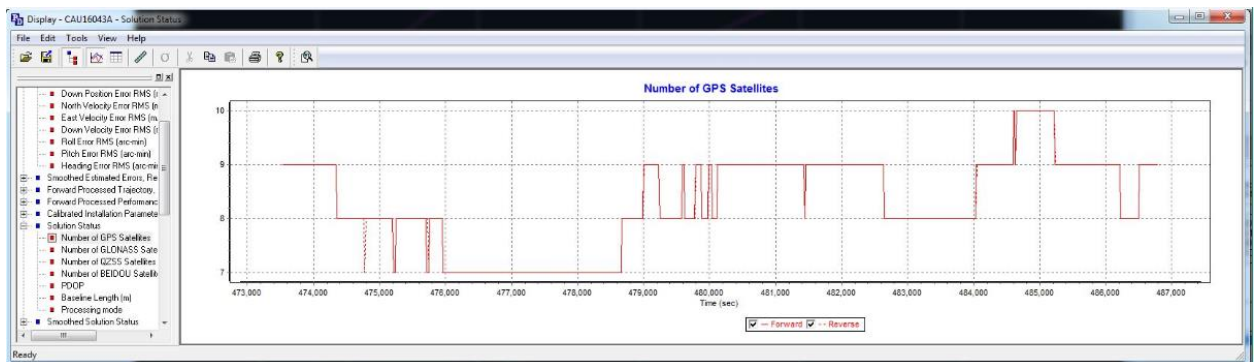 Display - CAU16043A - Solution Status
File Edit Tools View Help
Down Position Error RMS (r
North Velocity Error RMS (n
East Velocity Error RMS (m.
Down Velocity Error RMS (r
Roll Error RMS (arc-min)
Pitch Error RMS (arc-min)
Heading Error RMS (arc-mir
Smoothed Estimated Errors, Re
Forward Processed Trajectory,
Forward Processed Performanc
Calibrated Installation Paramete
Solution Status
Number of GPS Satellites
Number of GLONASS Sate
Number of QZSS Satellites
Number of BEIDOU Satellit
PDOP
Baseline Length (m)
Processing mode
Smoothed Solution Status
Number of GPS Satellites
10
9
8
7
473,000 474,000 475,000 476,000 477,000 478,000 479,000 480,000 481,000 482,000 483,000 484,000 485,000 486,000 487,000
Time (sec)
Forward Reverse
Ready